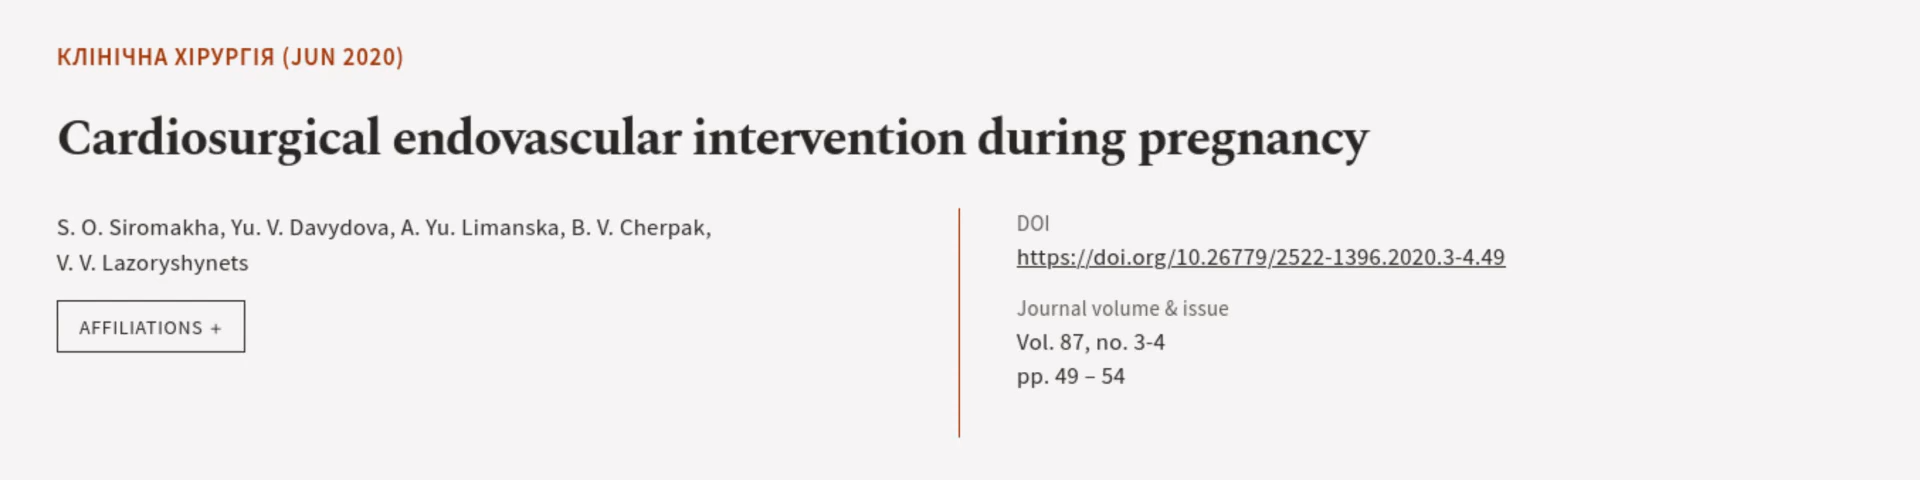 КЛІНІЧНА ХІРУРГІЯ (JUN 2020)
Cardiosurgical endovascular intervention during pregnancy
S. O. Siromakha, Yu. V. Davydova, A. Yu. Limanska, B. V. Cherpak,
V. V. Lazoryshynets
AFFILIATIONS +
DOI
https://doi.org/10.26779/2522-1396.2020.3-4.49
Journal volume & issue
Vol. 87, no. 3-4
pp. 49 – 54